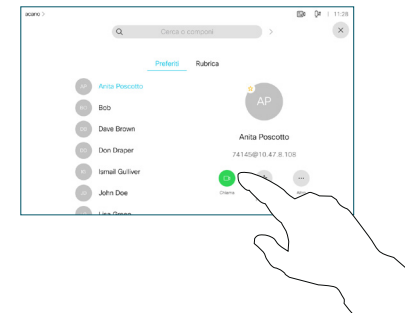 acano >
11:28
Cerca o componi
Preferiti Rubrica
AP Anita Poscotto
Bob
Dave Brown
Don Draper
Ismail Gulliver
John Doe
AP
Anita Poscotto
74145@10.47.8.108
Chiama